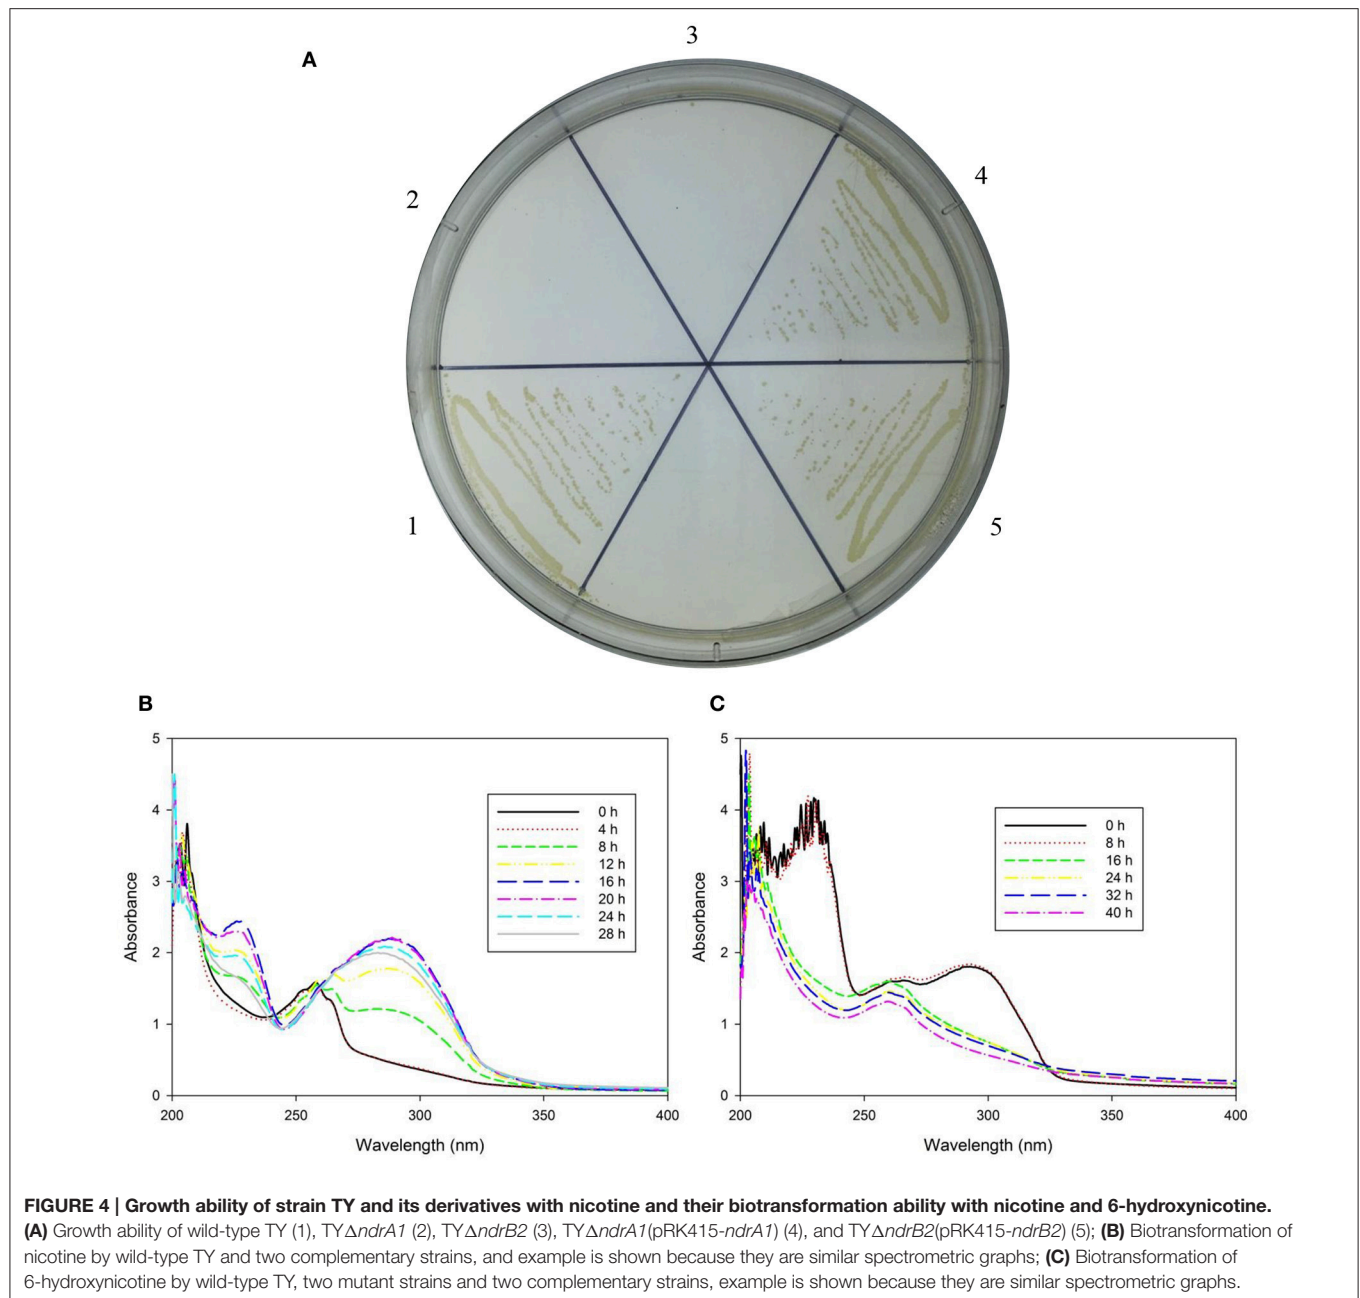 3
A
4
2
1
5
B
C
5
4
3
2
1
0
Absorbance
0 h
4 h
8 h
12 h
16 h
20 h
24 h
28 h
200 250 300 350 400
Wavelength (nm)
5
4
3
2
1
0
Absorbance
0 h
8 h
16 h
24 h
32 h
40 h
200 250 300 350 400
Wavelength (nm)
FIGURE 4 | Growth ability of strain TY and its derivatives with nicotine and their biotransformation ability with nicotine and 6-hydroxynicotine.
(A) Growth ability of wild-type TY (1), TYΔndrA1 (2), TYΔndrB2 (3), TYΔndrA1(pRK415-ndrA1) (4), and TYΔndrB2(pRK415-ndrB2) (5); (B) Biotransformation of
nicotine by wild-type TY and two complementary strains, and example is shown because they are similar spectrometric graphs; (C) Biotransformation of
6-hydroxynicotine by wild-type TY, two mutant strains and two complementary strains, example is shown because they are similar spectrometric graphs.